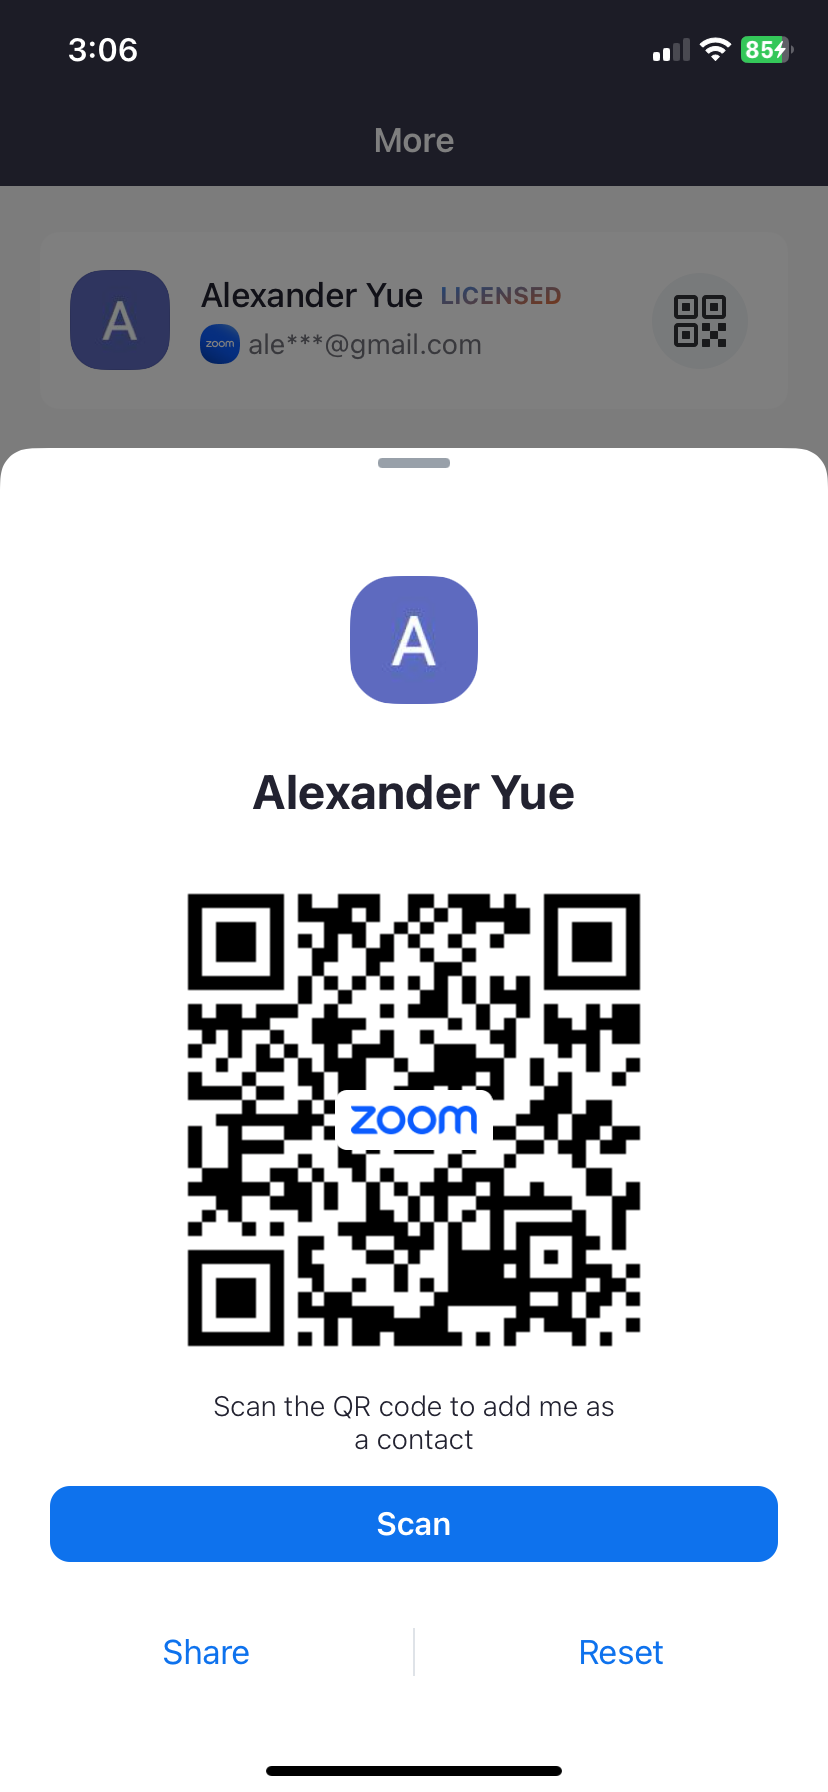 3:06
85
More
A
Alexander Yue LICENSED
zoom ale***@gmail.com
A
Alexander Yue
zoom
Scan the QR code to add me as
a contact
Scan
Share
Reset